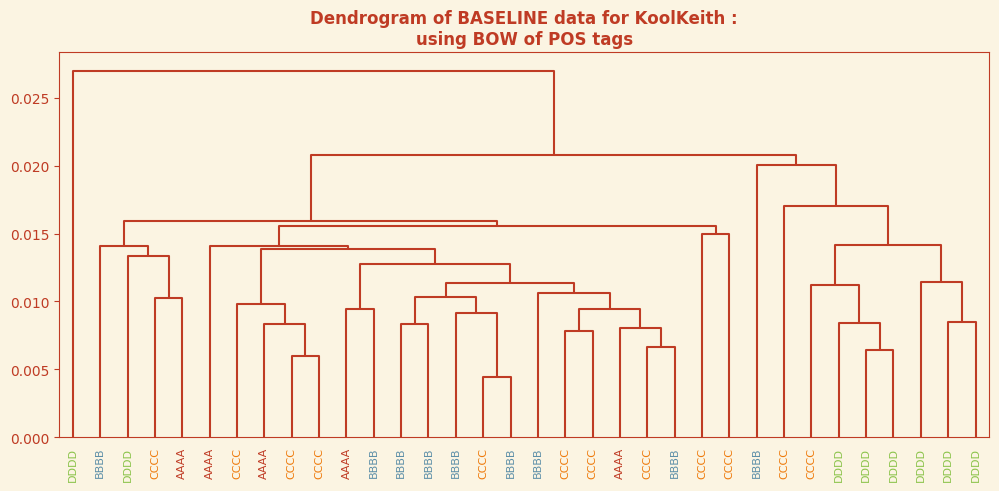 Dendrogram of BASELINE data for KoolKeith :
using BOW of POS tags
0.025
0.020
0.015
0.010
0.005
0.000
DDDD BBBB DDDD CCCC AAAA AAAA CCCC AAAA CCCC CCCC AAAA BBBB BBBB BBBB BBBB CCCC BBBB BBBB CCCC CCCC AAAA CCCC BBBB CCCC CCCC BBBB CCCC CCCC DDDD DDDD DDDD DDDD DDDD DDDD